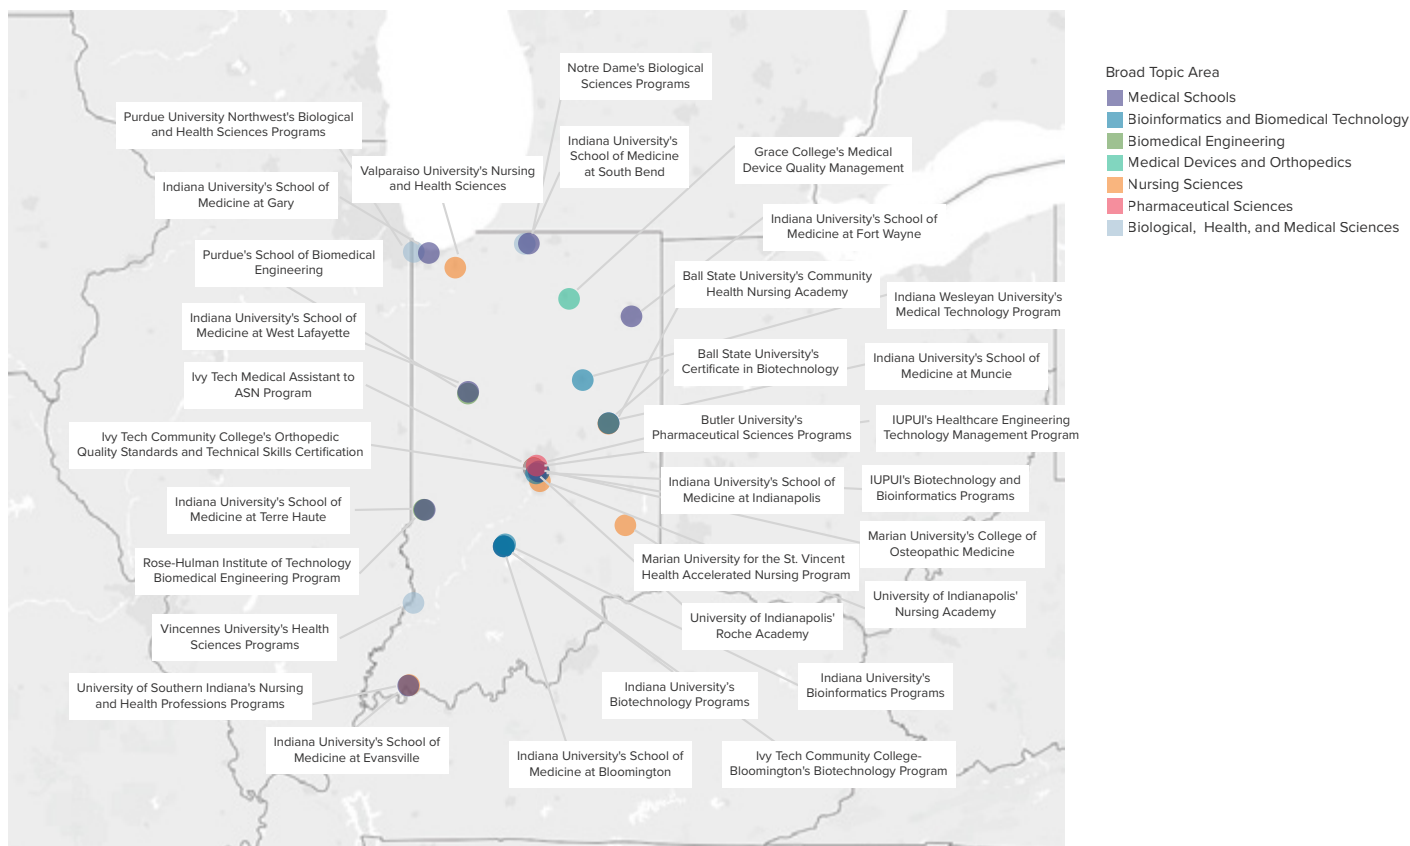 Notre Dame's Biological
Sciences Programs
Purdue University Northwest's Biological
and Health Sciences Programs
Indiana University's
School of Medicine
at South Bend
Grace College's Medical
Device Quality Management
Valparaiso University's Nursing
and Health Sciences
Indiana University's School of
Medicine at Gary
Indiana University's School of
Medicine at Fort Wayne
Purdue's School of Biomedical
Engineering
Ball State University's Community
Health Nursing Academy
Indiana Wesleyan University's
Medical Technology Program
Indiana University's School of
Medicine at West Lafayette
Ball State University's
Certificate in Biotechnology
Indiana University's School of
Medicine at Muncie
Ivy Tech Medical Assistant to
ASN Program
Butler University's
Pharmaceutical Sciences Programs
IUPUI's Healthcare Engineering
Technology Management Program
Ivy Tech Community College's Orthopedic
Quality Standards and Technical Skills Certification
Indiana University's School of
Medicine at Indianapolis
IUPUI's Biotechnology and
Bioinformatics Programs
Indiana University's School of
Medicine at Terre Haute
Marian University's College of
Osteopathic Medicine
Rose-Hulman Institute of Technology
Biomedical Engineering Program
Marian University for the St. Vincent
Health Accelerated Nursing Program
University of Indianapolis'
Nursing Academy
University of Indianapolis'
Roche Academy
Vincennes University's Health
Sciences Programs
University of Southern Indiana's Nursing
and Health Professions Programs
Indiana University's
Biotechnology Programs
Indiana University's
Bioinformatics Programs
Indiana University's School of
Medicine at Evansville
Indiana University's School of
Medicine at Bloomington
Ivy Tech Community College-
Bloomington's Biotechnology Program
Broad Topic Area
Medical Schools
Bioinformatics and Biomedical Technology
Biomedical Engineering
Medical Devices and Orthopedics
Nursing Sciences
Pharmaceutical Sciences
Biological, Health, and Medical Sciences